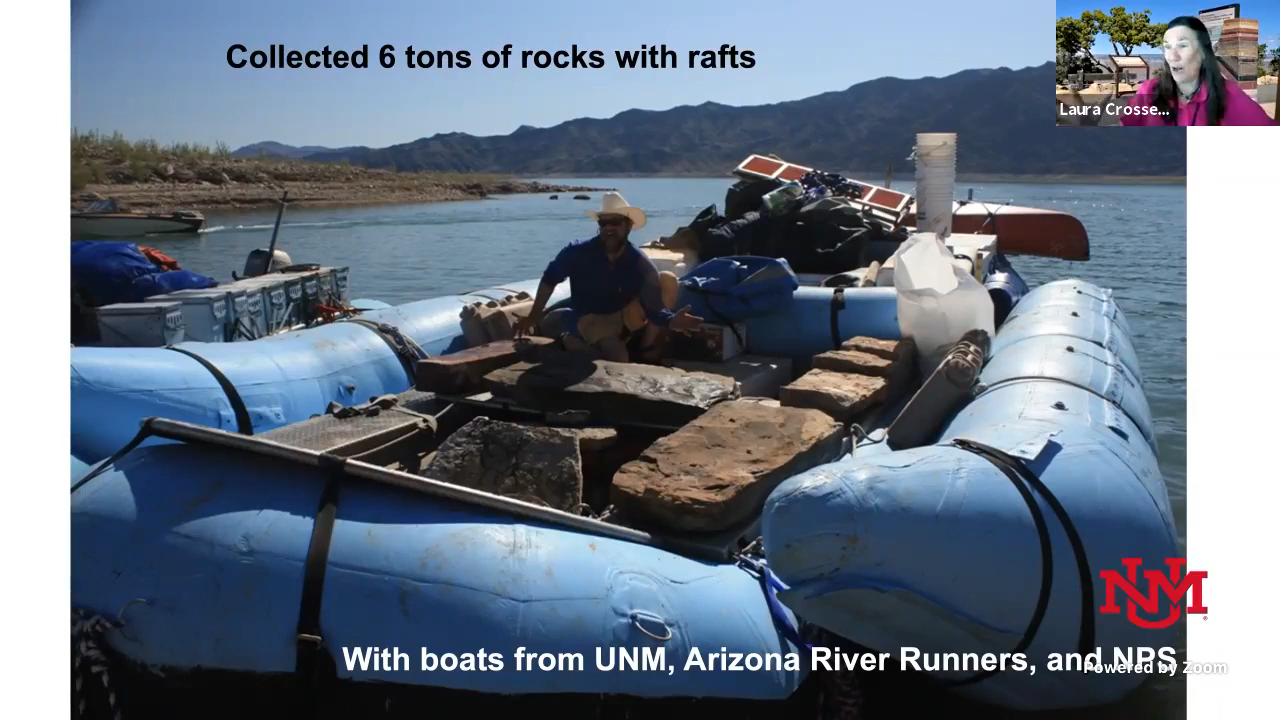 Collected 6 tons of rocks with rafts
Laura Crosse...
UNM
With boats from UNM, Arizona River Runners, and NPS
Powered by Zoom